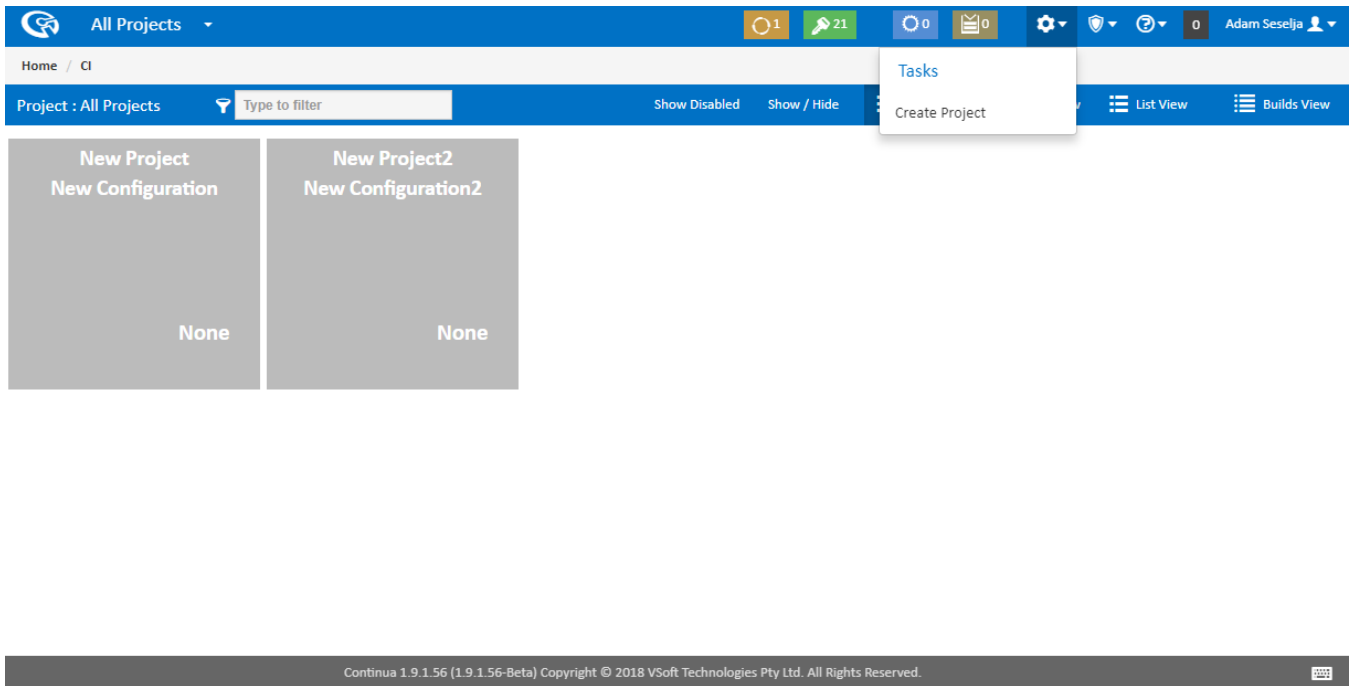 All Projects 1 21 0 0 0 Adam Seselja
Home / CI
Tasks
Project : All Projects Type to filter Show Disabled Show / Hide List View Builds View
Create Project
New Project New Project2
New Configuration New Configuration2
None None
Continua 1.9.1.56 (1.9.1.56-Beta) Copyright © 2018 VSoft Technologies Pty Ltd. All Rights Reserved.